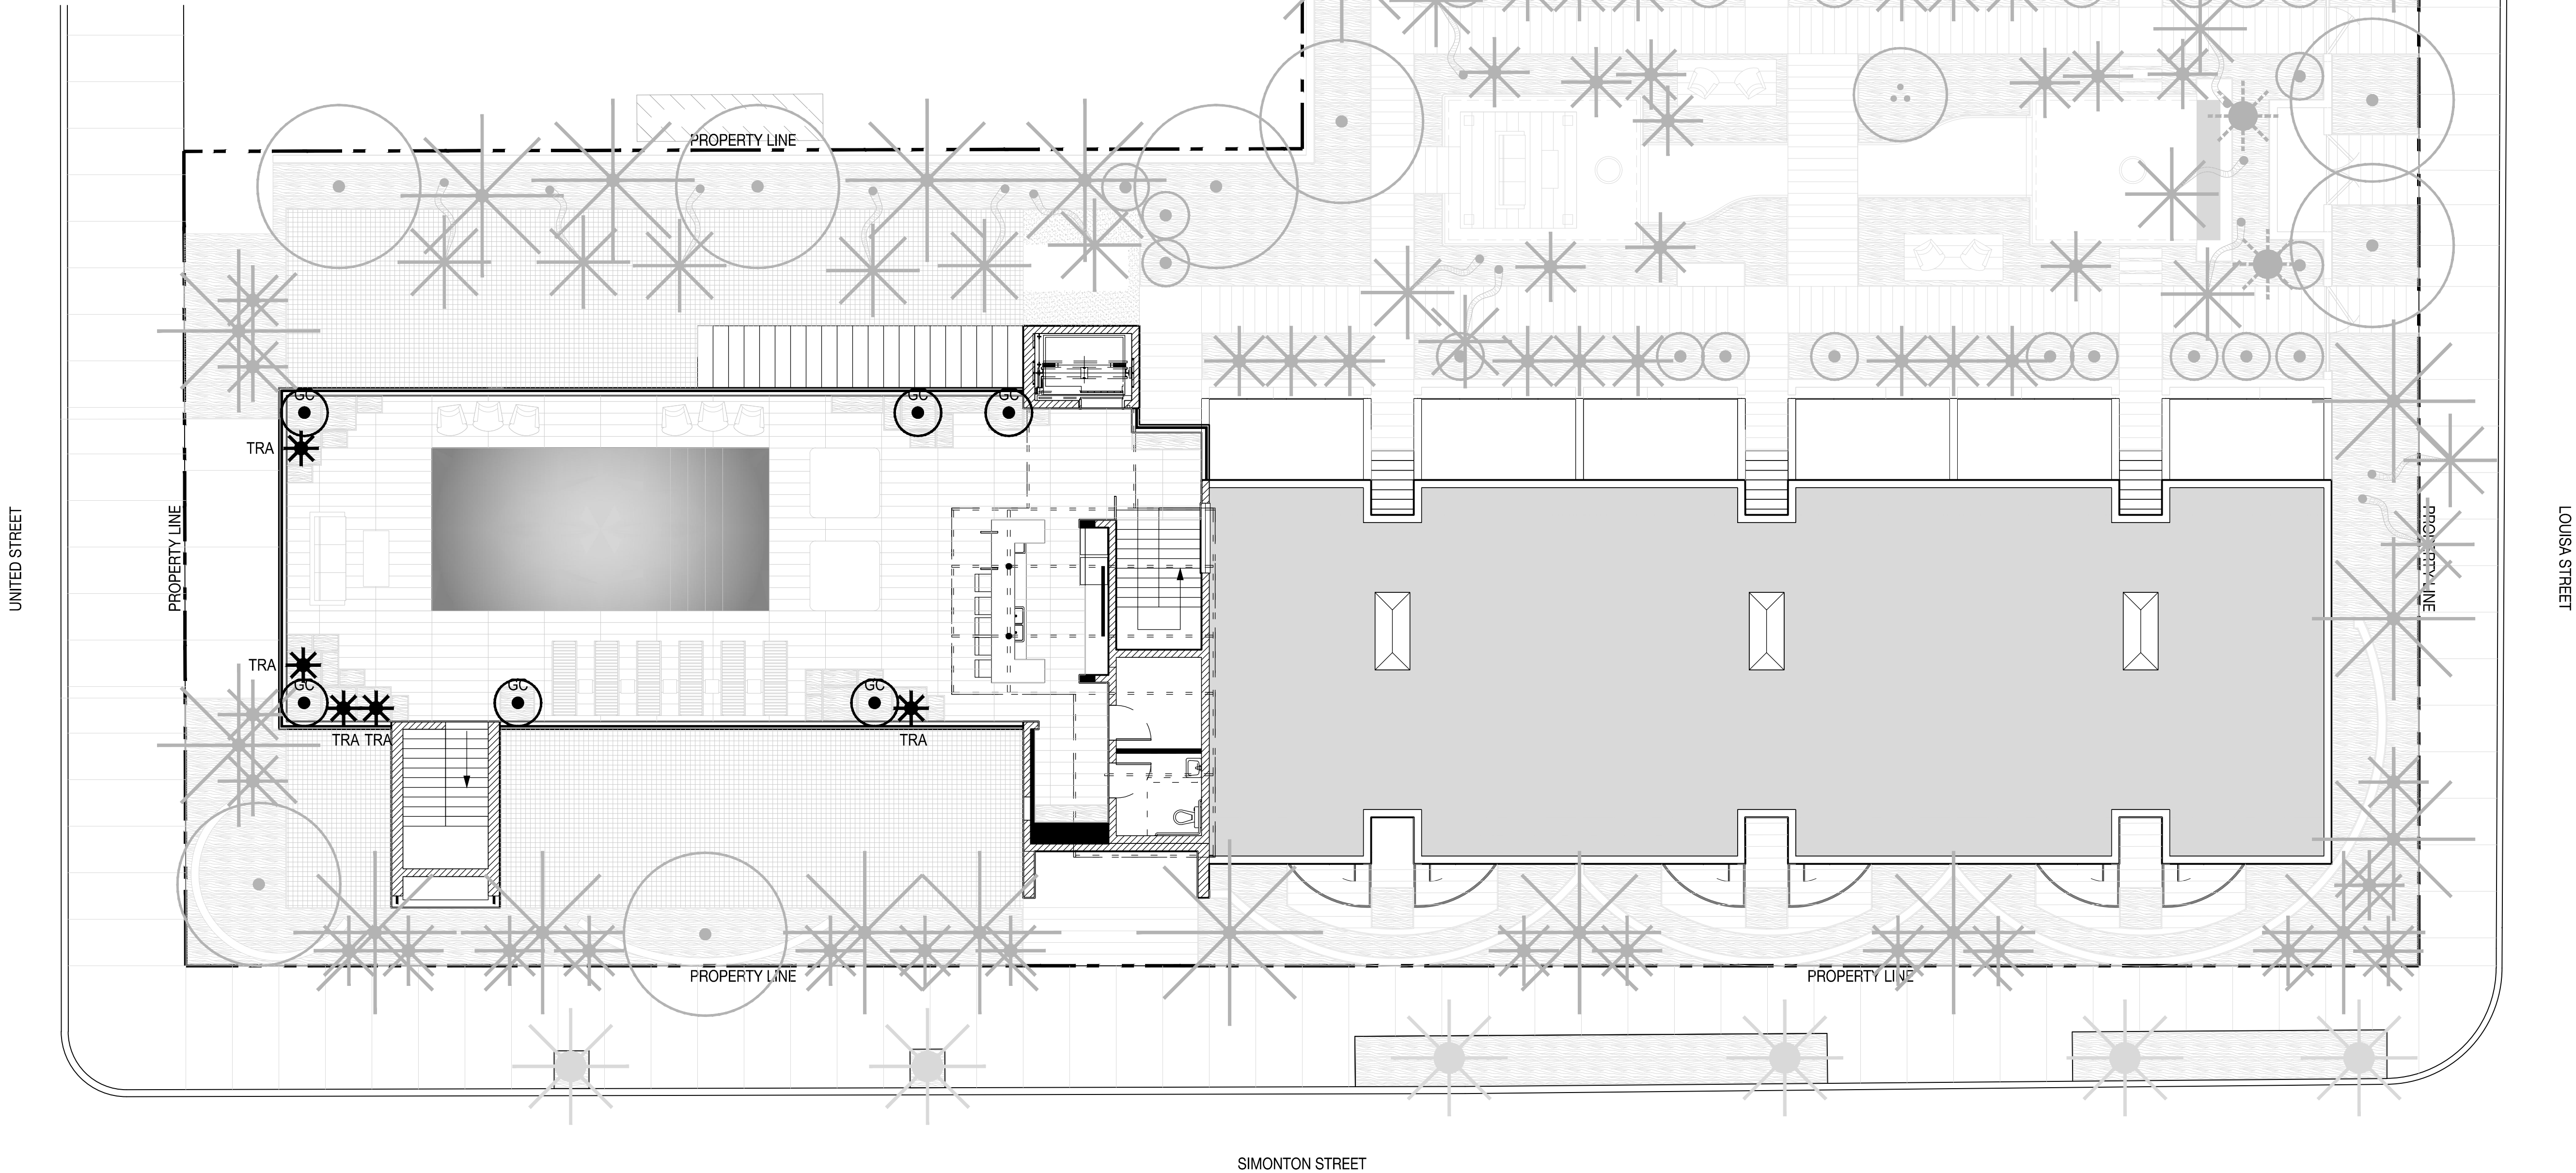 PROPERTY LINE
GC
GC
GC
TRA
UNITED STREET
PROPERTY LINE
PROPERTY LINE
LOUISA STREET
TRA
GC
GC
GC
TRA TRA
TRA
PROPERTY LINE
PROPERTY LINE
SIMONTON STREET